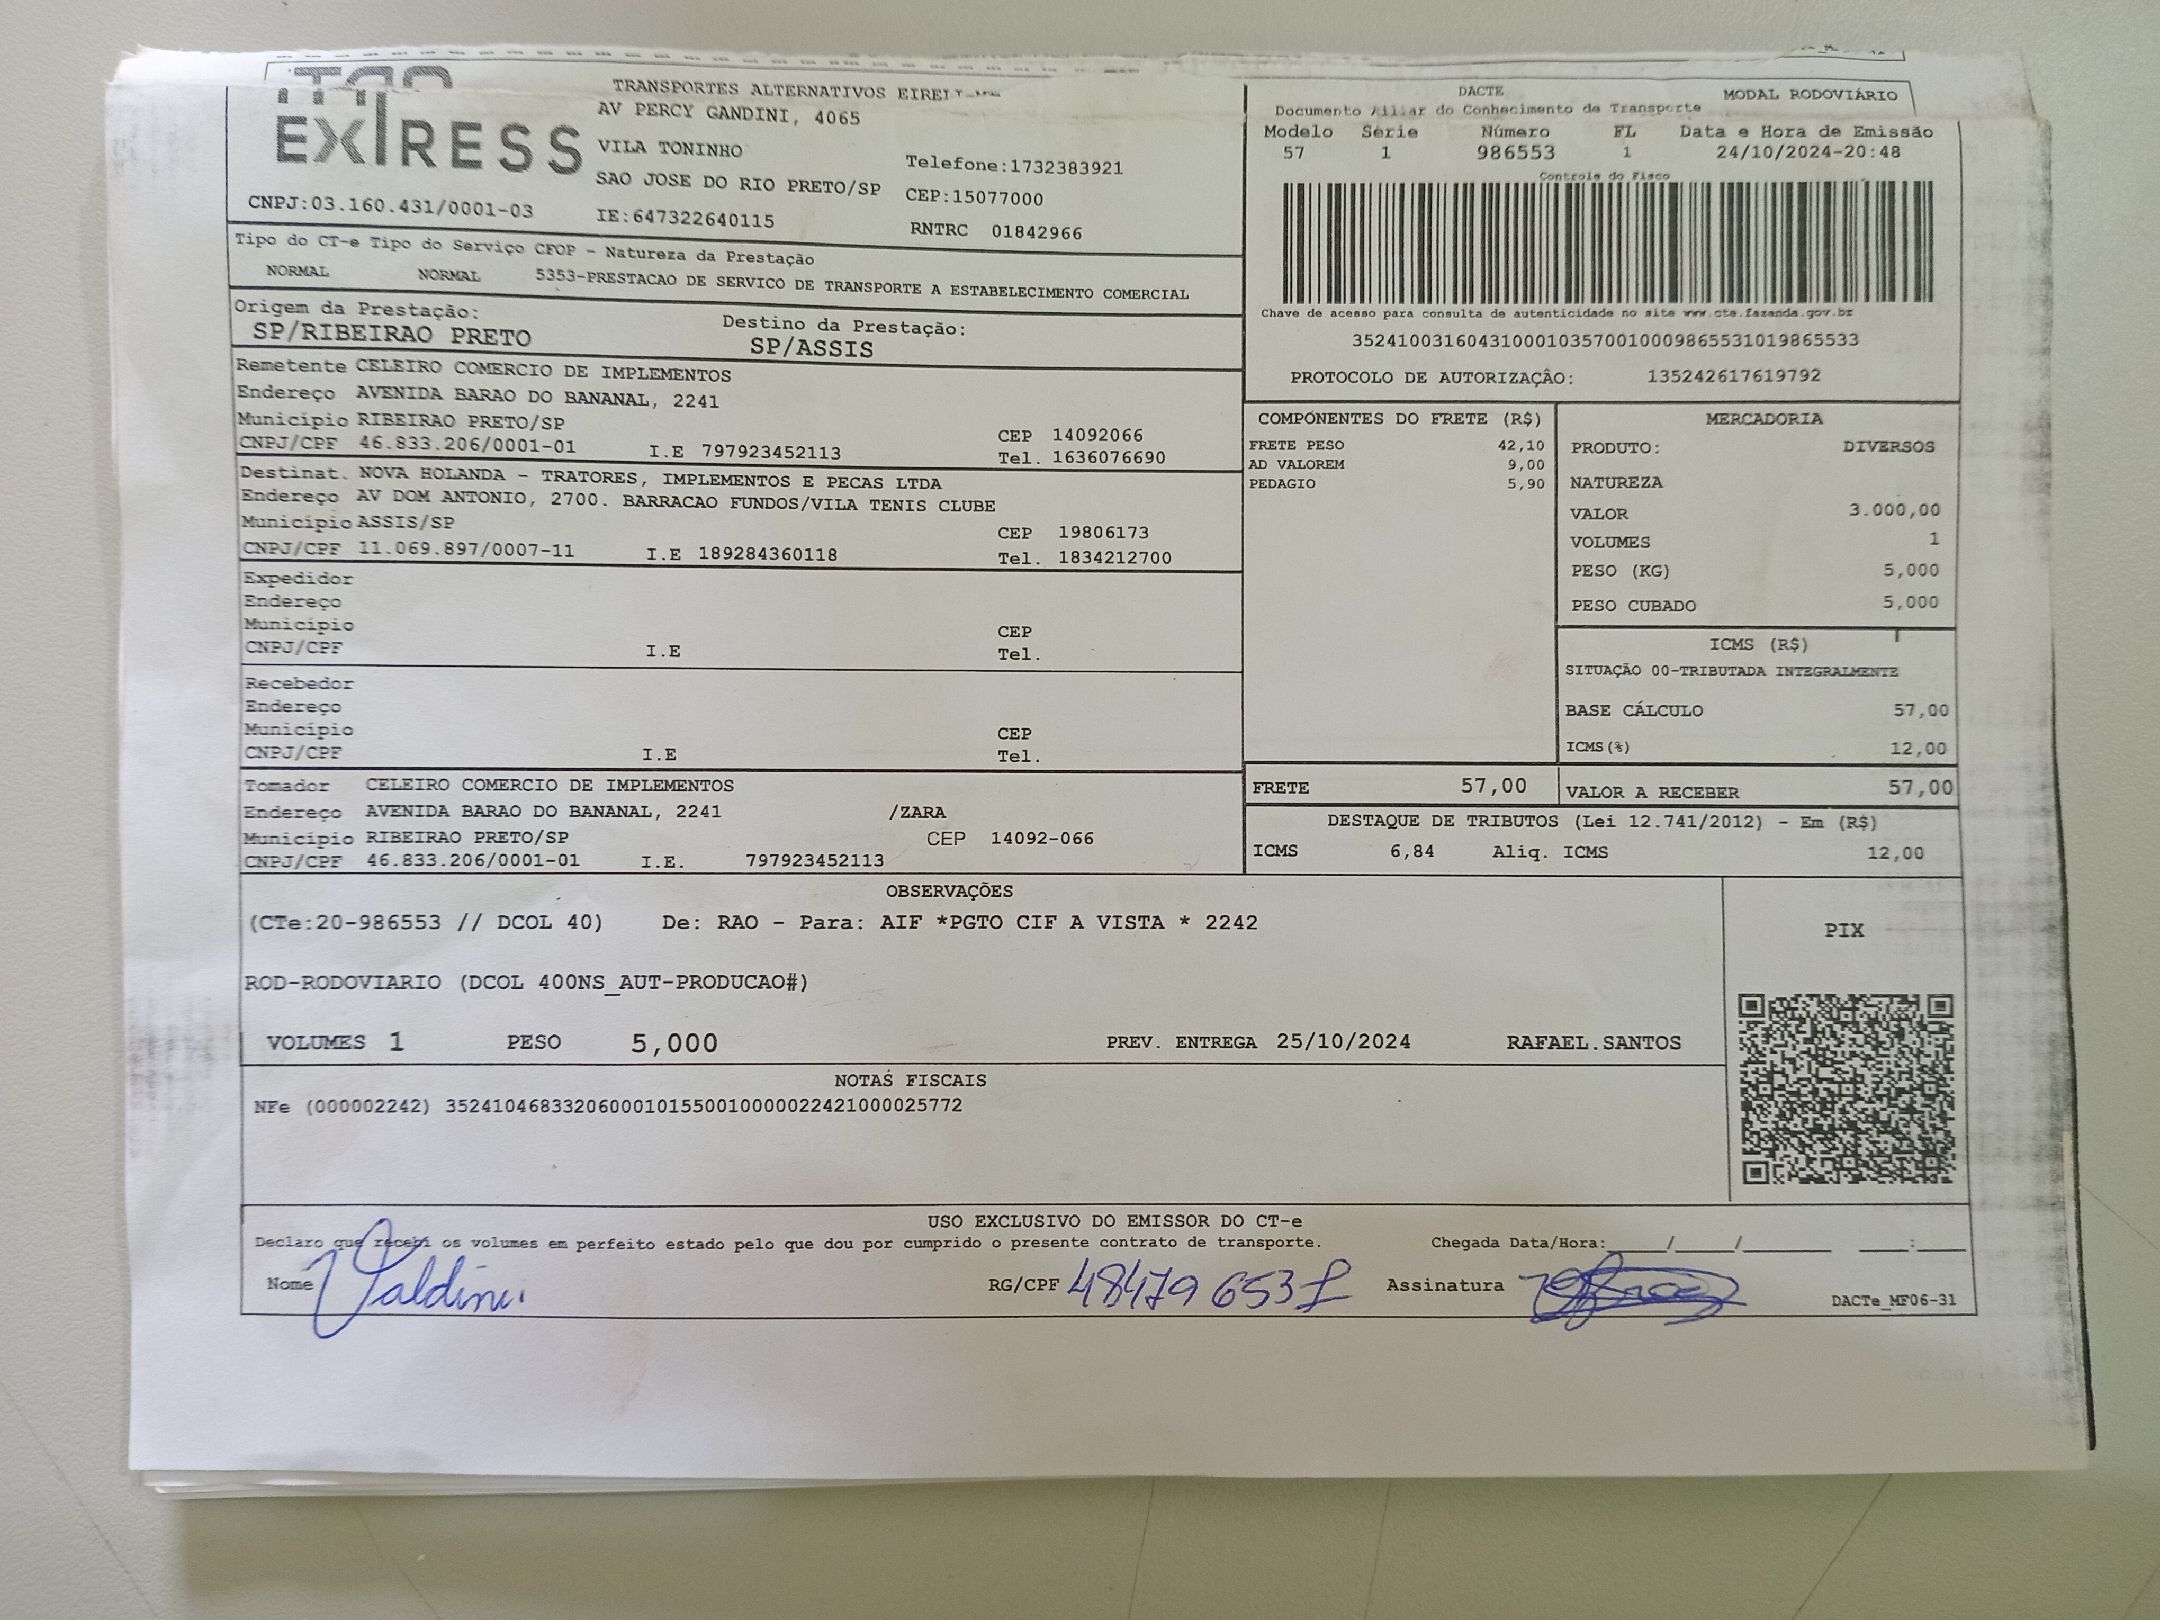 EXPRESS
TRANSPORTES ALTERNATIVOS EIRELI
AV PERCY GANDINI, 4065
VILA TONINHO
Telefone:1732383921
SAO JOSE DO RIO PRETO/SP CEP:15077000
CNPJ:03.160.431/0001-03 IE:647322640115 RNTRC 01842966
DACTE MODAL RODOVIÁRIO
Documento do Conhecimento de Transporte
Modelo Série Número FL Data e Hora de Emissão
57 1 986553 1 24/10/2024-20:48
Controle do Fisco
Chave de acesso para consulta de autenticidade no site www.cte.fazenda.gov.br
35241003160431000103570010009865531019865533
PROTOCOLO DE AUTORIZAÇÃO: 135242617619792
Tipo do CT-e Tipo do Serviço CFOP - Natureza da Prestação
NORMAL NORMAL 5353-PRESTACAO DE SERVICO DE TRANSPORTE A ESTABELECIMENTO COMERCIAL
Origem da Prestação: Destino da Prestação:
SP/RIBEIRAO PRETO SP/ASSIS
Remetente CELEIRO COMERCIO DE IMPLEMENTOS
Endereço AVENIDA BARAO DO BANANAL, 2241
Município RIBEIRAO PRETO/SP CEP 14092066
CNPJ/CPF 46.833.206/0001-01 I.E 797923452113 Tel. 1636076690
Destinat. NOVA HOLANDA - TRATORES, IMPLEMENTOS E PECAS LTDA
Endereço AV DOM ANTONIO, 2700. BARRACAO FUNDOS/VILA TENIS CLUBE
Município ASSIS/SP CEP 19806173
CNPJ/CPF 11.069.897/0007-11 I.E 189284360118 Tel. 1834212700
Expedidor
Endereço
Município CEP
CNPJ/CPF I.E Tel.
Recebedor
Endereço
Município CEP
CNPJ/CPF I.E Tel.
Tomador CELEIRO COMERCIO DE IMPLEMENTOS
Endereço AVENIDA BARAO DO BANANAL, 2241 /ZARA
Município RIBEIRAO PRETO/SP CEP 14092-066
CNPJ/CPF 46.833.206/0001-01 I.E. 797923452113
COMPONENTES DO FRETE (R$)
FRETE PESO 42,10
AD VALOREM 9,00
PEDAGIO 5,90
MERCADORIA
PRODUTO: DIVERSOS
NATUREZA
VALOR 3.000,00
VOLUMES 1
PESO (KG) 5,000
PESO CUBADO 5,000
ICMS (R$)
SITUAÇÃO 00-TRIBUTADA INTEGRALMENTE
BASE CÁLCULO 57,00
ICMS(%) 12,00
FRETE 57,00 VALOR A RECEBER 57,00
DESTAQUE DE TRIBUTOS (Lei 12.741/2012) - Em (R$)
ICMS 6,84 Aliq. ICMS 12,00
OBSERVAÇÕES
(CTe:20-986553 // DCOL 40) De: RAO - Para: AIF *PGTO CIF A VISTA * 2242
PIX
ROD-RODOVIARIO (DCOL 400NS_AUT-PRODUCAO#)
VOLUMES 1 PESO 5,000 PREV. ENTREGA 25/10/2024 RAFAEL.SANTOS
NOTAS FISCAIS
NFe (000002242) 35241046833206000101550010000022421000025772
USO EXCLUSIVO DO EMISSOR DO CT-e
Declaro que recebi os volumes em perfeito estado pelo que dou por cumprido o presente contrato de transporte. Chegada Data/Hora:____/____/______ ____:____
Nome Valdinei RG/CPF Assinatura
DACTe_MF06-31